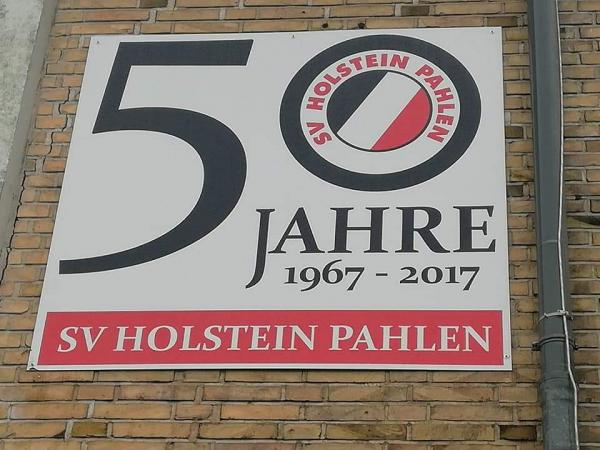 50
SV HOLSTEIN PAHLEN
JAHRE
1967 - 2017
SV HOLSTEIN PAHLEN